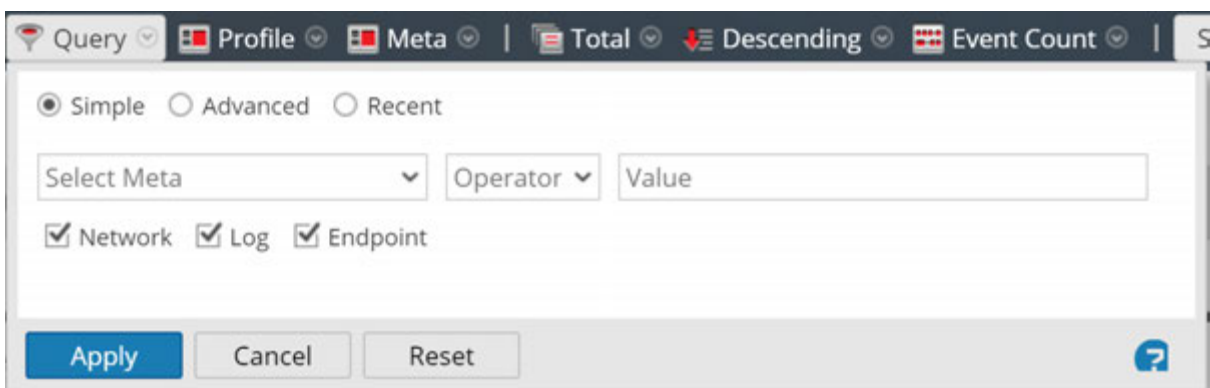 Query Profile Meta | Total Descending Event Count | S
Simple Advanced Recent
Select Meta Operator Value
Network Log Endpoint
Apply Cancel Reset ?